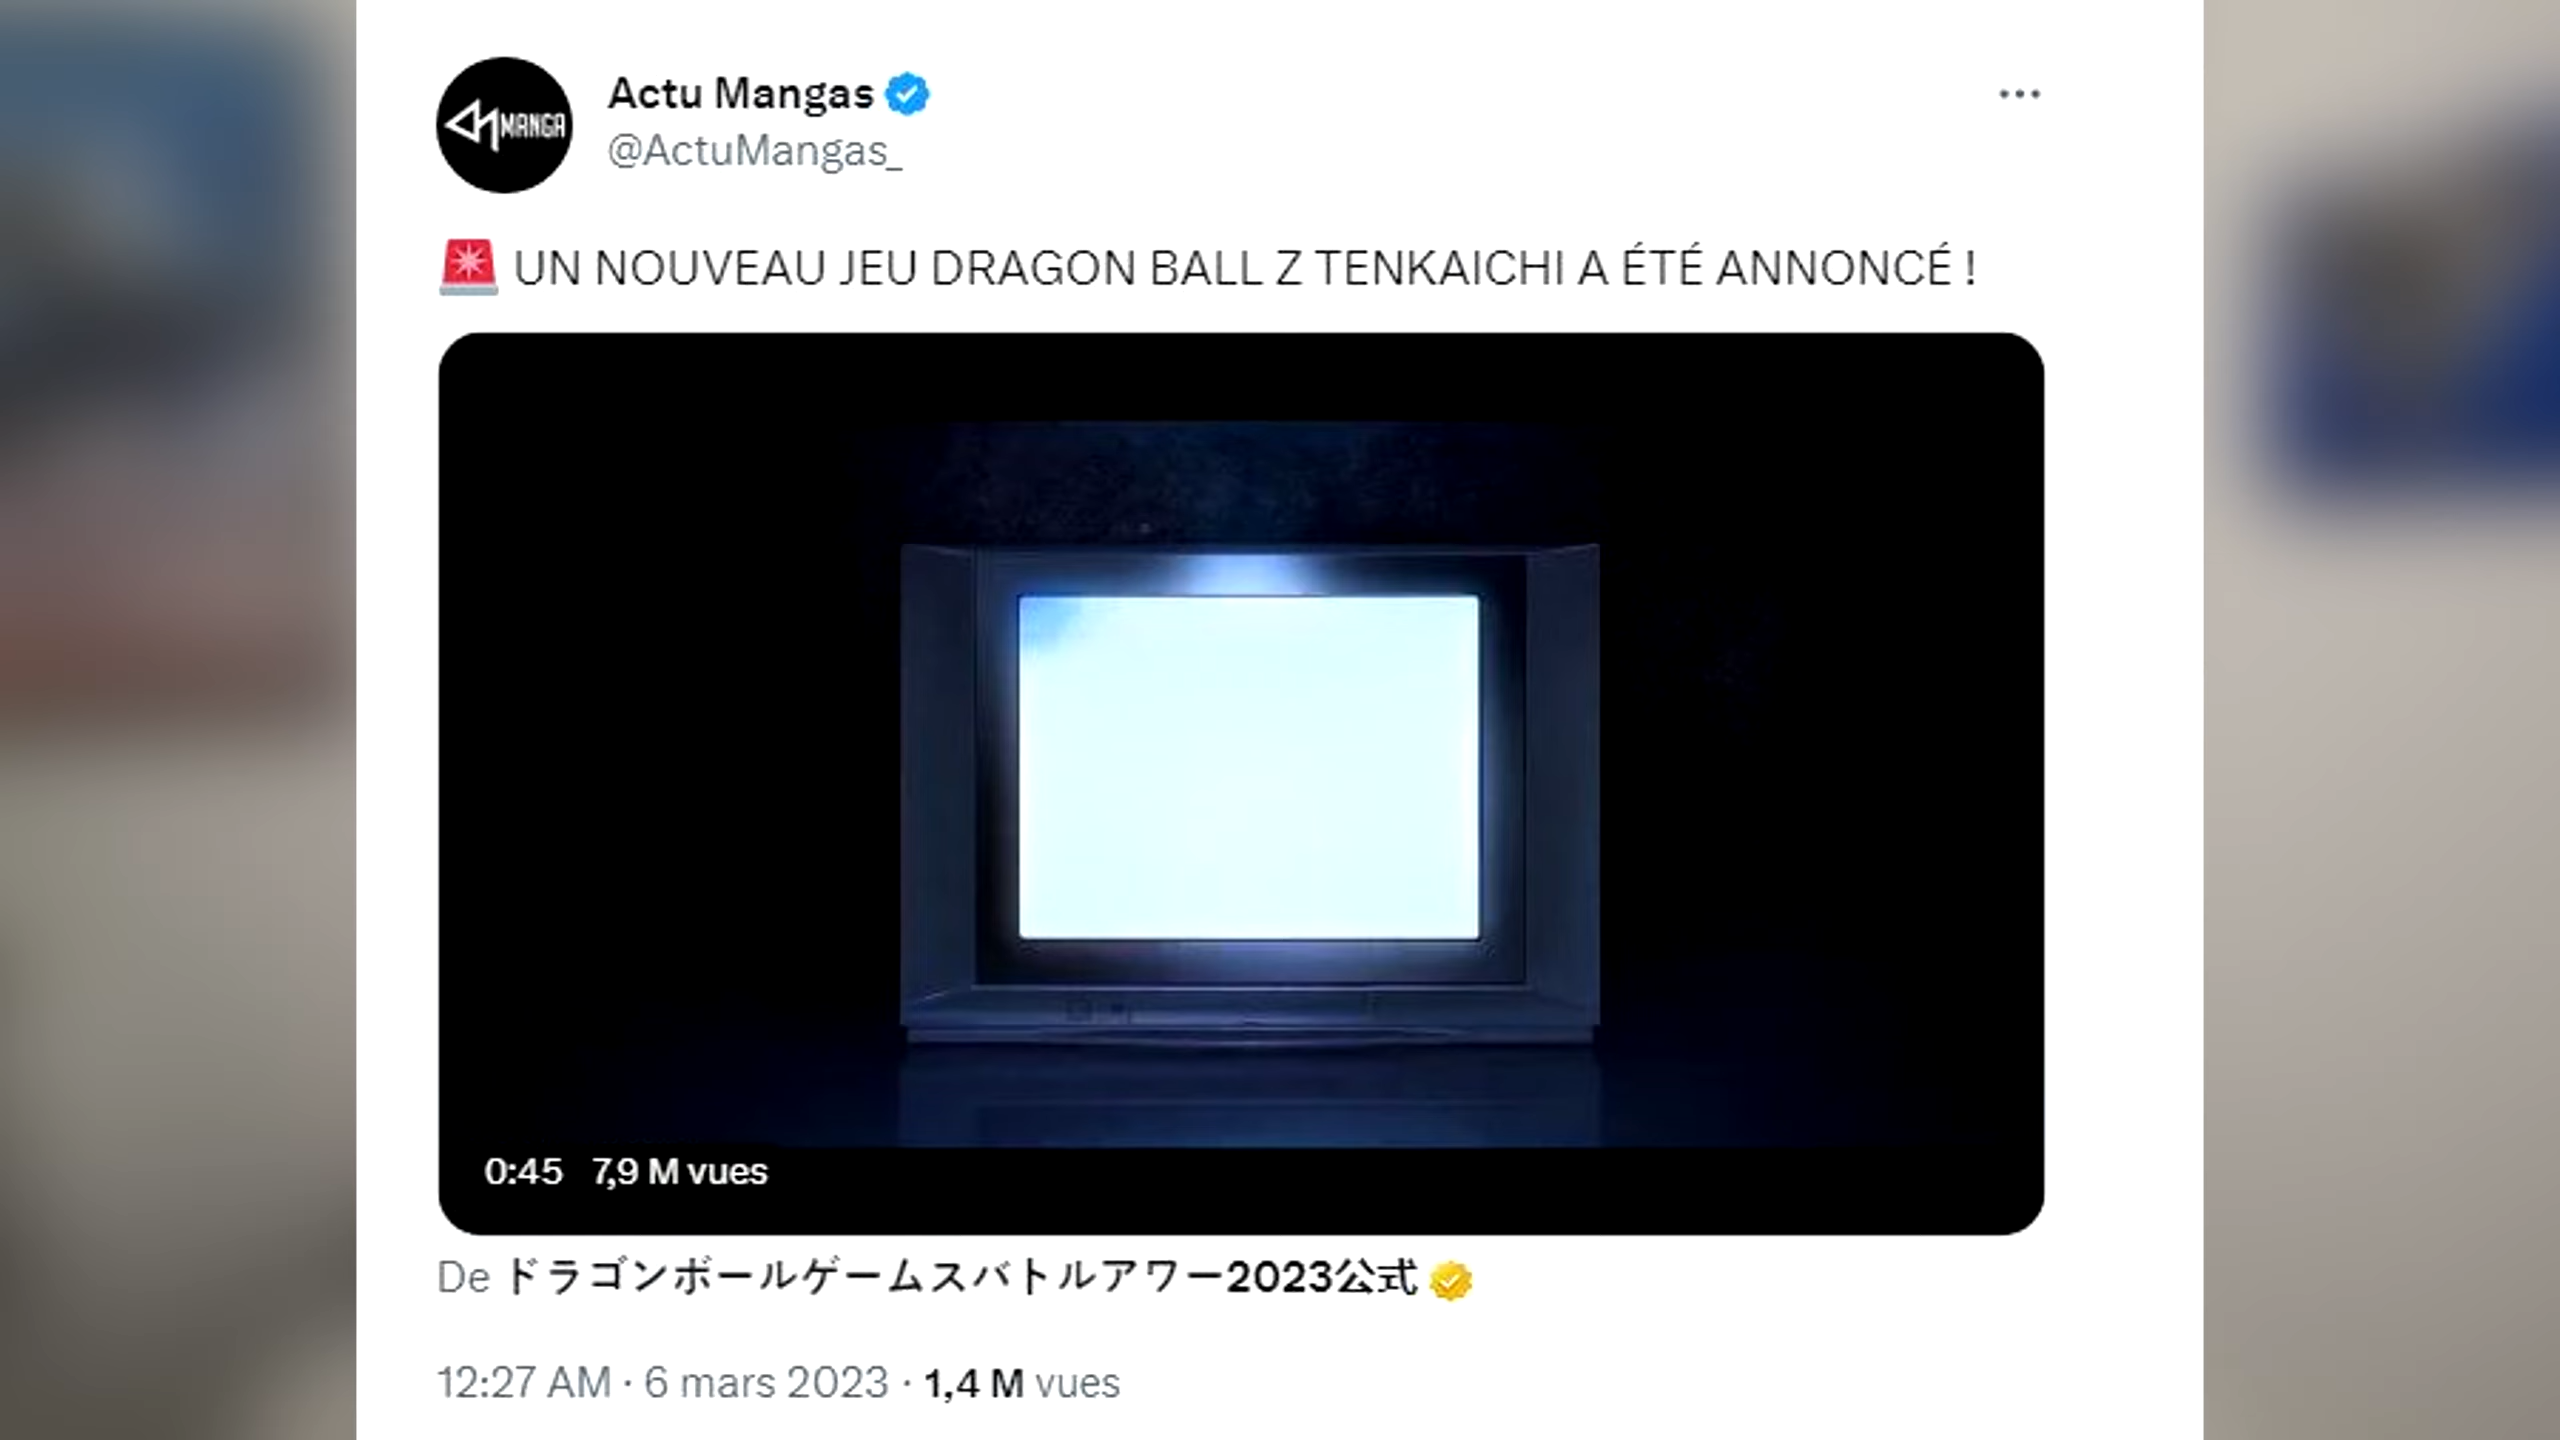 MANGA
Actu Mangas
@ActuMangas_
🚨 UN NOUVEAU JEU DRAGON BALL Z TENKAICHI A ÉTÉ ANNONCÉ !
0:45 7,9 M vues
De ドラゴンボールゲームスバトルアワー2023公式
12:27 AM · 6 mars 2023 · 1,4 M vues